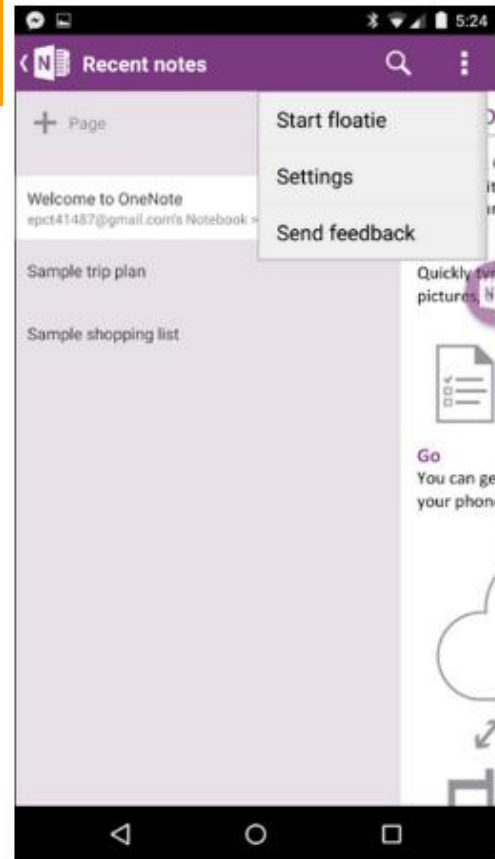 5:24
N Recent notes
Page
Start floatie
Settings
Send feedback
Welcome to OneNote
epct41487@gmail.com's Notebook »
Sample trip plan
Sample shopping list
Quickly
pictures, N
Go
You can ge
your phon